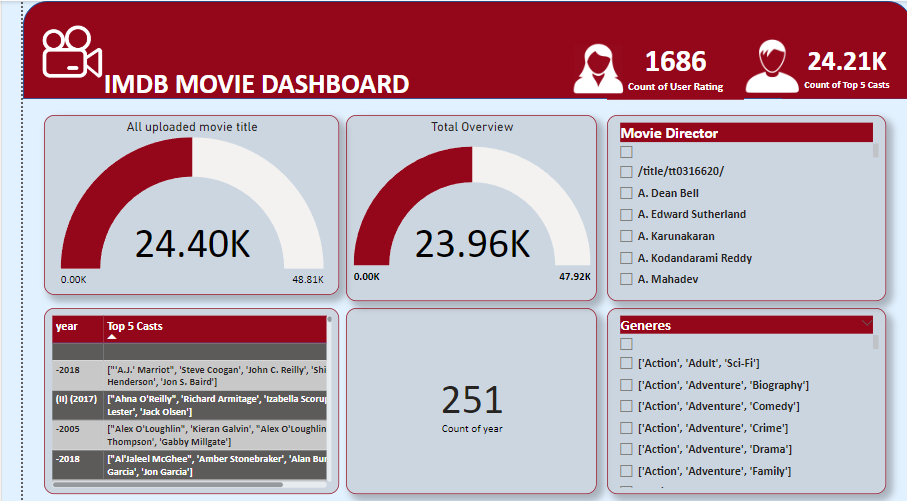 IMDB MOVIE DASHBOARD
1686
Count of User Rating
24.21K
Count of Top 5 Casts
All uploaded movie title
24.40K
0.00K
48.81K
Total Overview
23.96K
0.00K
47.92K
Movie Director
/title/tt0316620/
A. Dean Bell
A. Edward Sutherland
A. Karunakaran
A. Kodandarami Reddy
A. Mahadev
year Top 5 Casts
-2018 ["'A.J.' Marriot", 'Steve Coogan', 'John C. Reilly', 'Shi
Henderson', 'Jon S. Baird']
(II) (2017) ["Ahna O'Reilly", 'Richard Armitage', 'Izabella Scorup
Lester', 'Jack Olsen']
-2005 ["Alex O'Loughlin", 'Kieran Galvin', "Alex O'Loughlin
Thompson', 'Gabby Millgate']
-2018 ["Al'Jaleel McGhee", 'Amber Stonebraker', 'Alan Bur
Garcia', 'Jon Garcia']
251
Count of year
Generes
['Action', 'Adult', 'Sci-Fi']
['Action', 'Adventure', 'Biography']
['Action', 'Adventure', 'Comedy']
['Action', 'Adventure', 'Crime']
['Action', 'Adventure', 'Drama']
['Action', 'Adventure', 'Family']